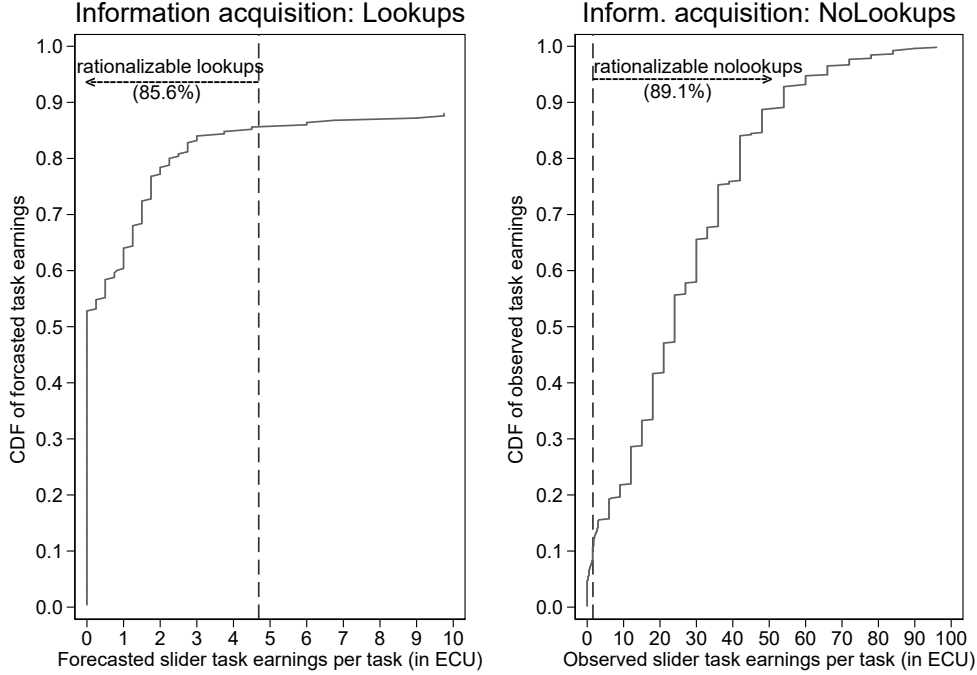 Information acquisition: Lookups
rationalizable lookups
(85.6%)
CDF of forcasted task earnings
1.0
0.9
0.8
0.7
0.6
0.5
0.4
0.3
0.2
0.1
0.0
0 1 2 3 4 5 6 7 8 9 10
Forecasted slider task earnings per task (in ECU)
Inform. acquisition: NoLookups
rationalizable nolookups
(89.1%)
CDF of observed task earnings
1.0
0.9
0.8
0.7
0.6
0.5
0.4
0.3
0.2
0.1
0.0
0 10 20 30 40 50 60 70 80 90 100
Observed slider task earnings per task (in ECU)